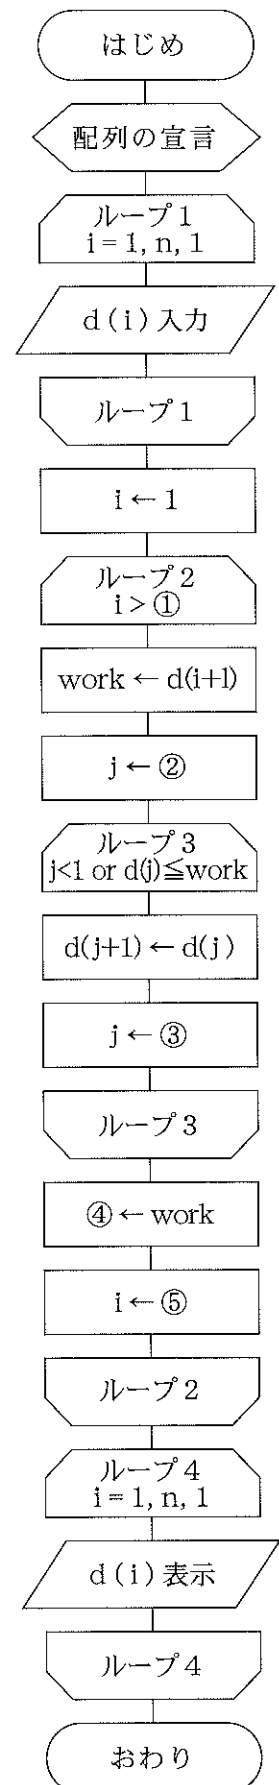 はじめ
配列の宣言
ループ1
i = 1, n, 1
d ( i ) 入力
ループ1
i ← 1
ループ2
i > ①
work ← d(i+1)
j ← ②
ループ3
j<1 or d(j)≦work
d( j+1) ← d( j )
j ← ③
ループ3
④ ← work
i ← ⑤
ループ2
ループ4
i = 1, n, 1
d ( i ) 表示
ループ4
おわり